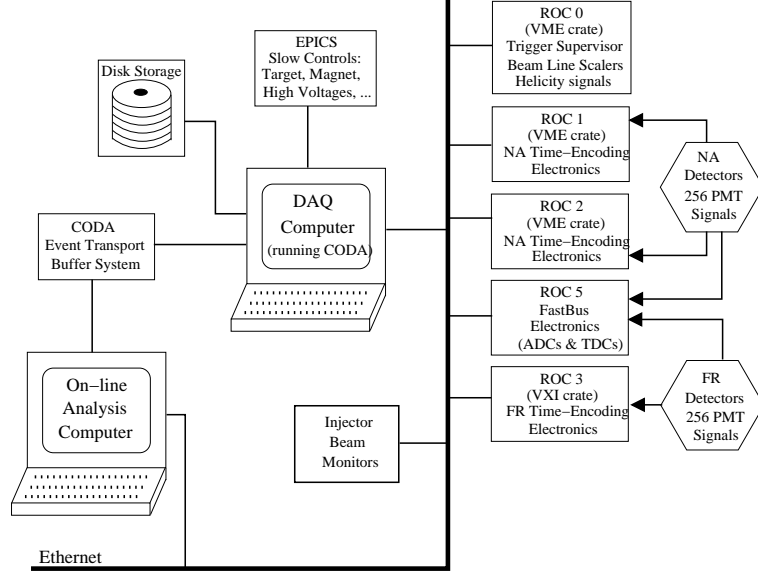 EPICS
Slow Controls:
Target, Magnet,
High Voltages, ...
Disk Storage
DAQ
Computer
(running CODA)
CODA
Event Transport
Buffer System
On−line
Analysis
Computer
Injector
Beam
Monitors
Ethernet
ROC 0
(VME crate)
Trigger Supervisor
Beam Line Scalers
Helicity signals
ROC 1
(VME crate)
NA Time−Encoding
Electronics
ROC 2
(VME crate)
NA Time−Encoding
Electronics
ROC 5
FastBus
Electronics
(ADCs & TDCs)
ROC 3
(VXI crate)
FR Time−Encoding
Electronics
NA
Detectors
256 PMT
Signals
FR
Detectors
256 PMT
Signals